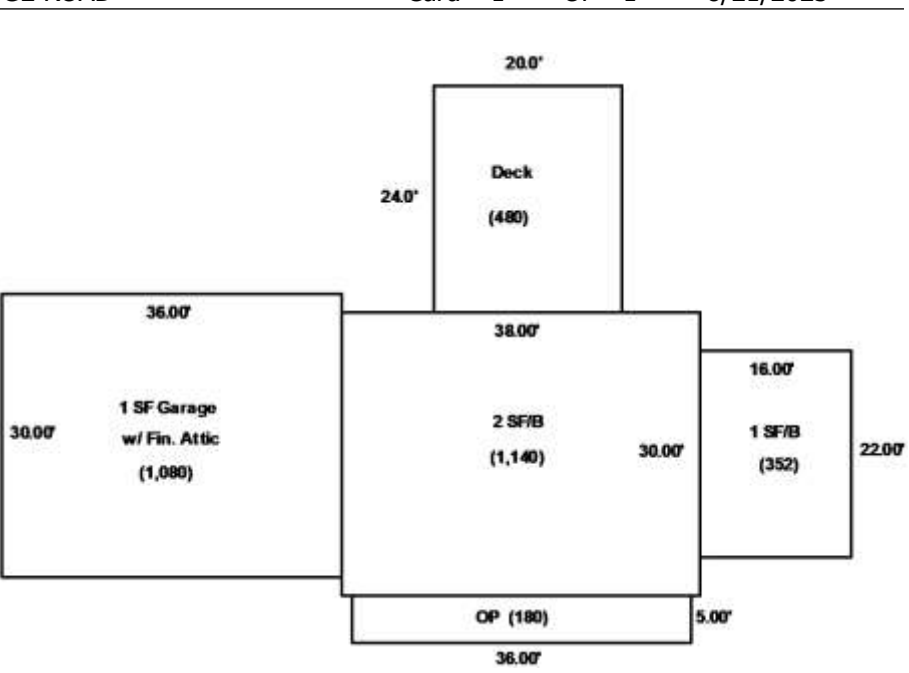 20.0'
Deck
24.0'
(480)
36.00'
38.00'
16.00'
1 SF Garage
30.00'
w/ Fin. Attic
(1,080)
2 SF/B
(1,140)
30.00'
1 SF/B
(352)
22.00'
OP (180)
5.00'
36.00'